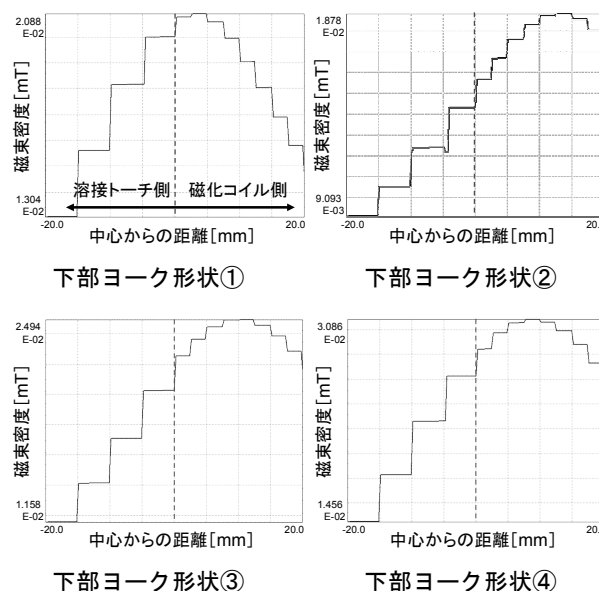 2.088
E-02
磁束密度[mT]
溶接トーチ側 磁化コイル側
1.304
E-02
-20.0 20.0
中心からの距離[mm]
下部ヨーク形状①
1.878
E-02
磁束密度[mT]
9.093
E-03
-20.0 20.0
中心からの距離[mm]
下部ヨーク形状②
2.494
E-02
磁束密度[mT]
1.158
E-02
-20.0 20.0
中心からの距離[mm]
下部ヨーク形状③
3.086
E-02
磁束密度[mT]
1.456
E-02
-20.0 20.0
中心からの距離[mm]
下部ヨーク形状④